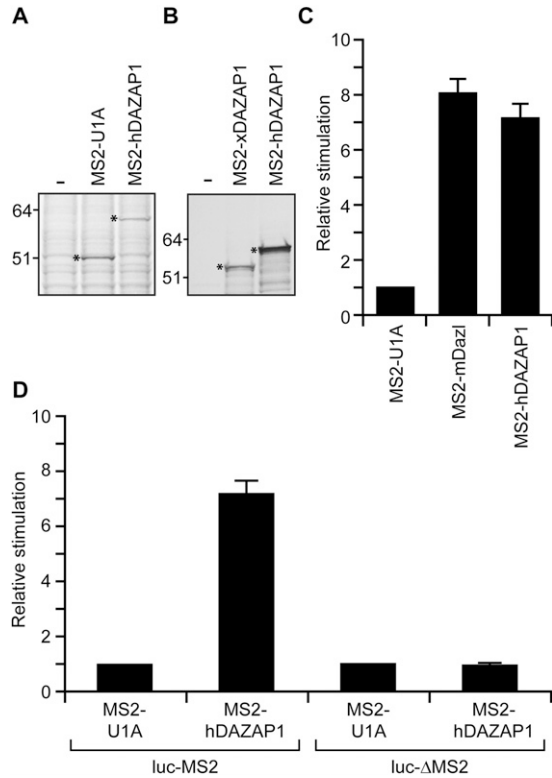 A
B
C
–
MS2-U1A
MS2-hDAZAP1
64
51
*
*
–
MS2-xDAZAP1
MS2-hDAZAP1
64
51
*
*
Relative stimulation
10
8
6
4
2
0
MS2-U1A
MS2-mDazl
MS2-hDAZAP1
D
Relative stimulation
10
8
6
4
2
0
MS2-
U1A
MS2-
hDAZAP1
MS2-
U1A
MS2-
hDAZAP1
luc-MS2
luc-ΔMS2